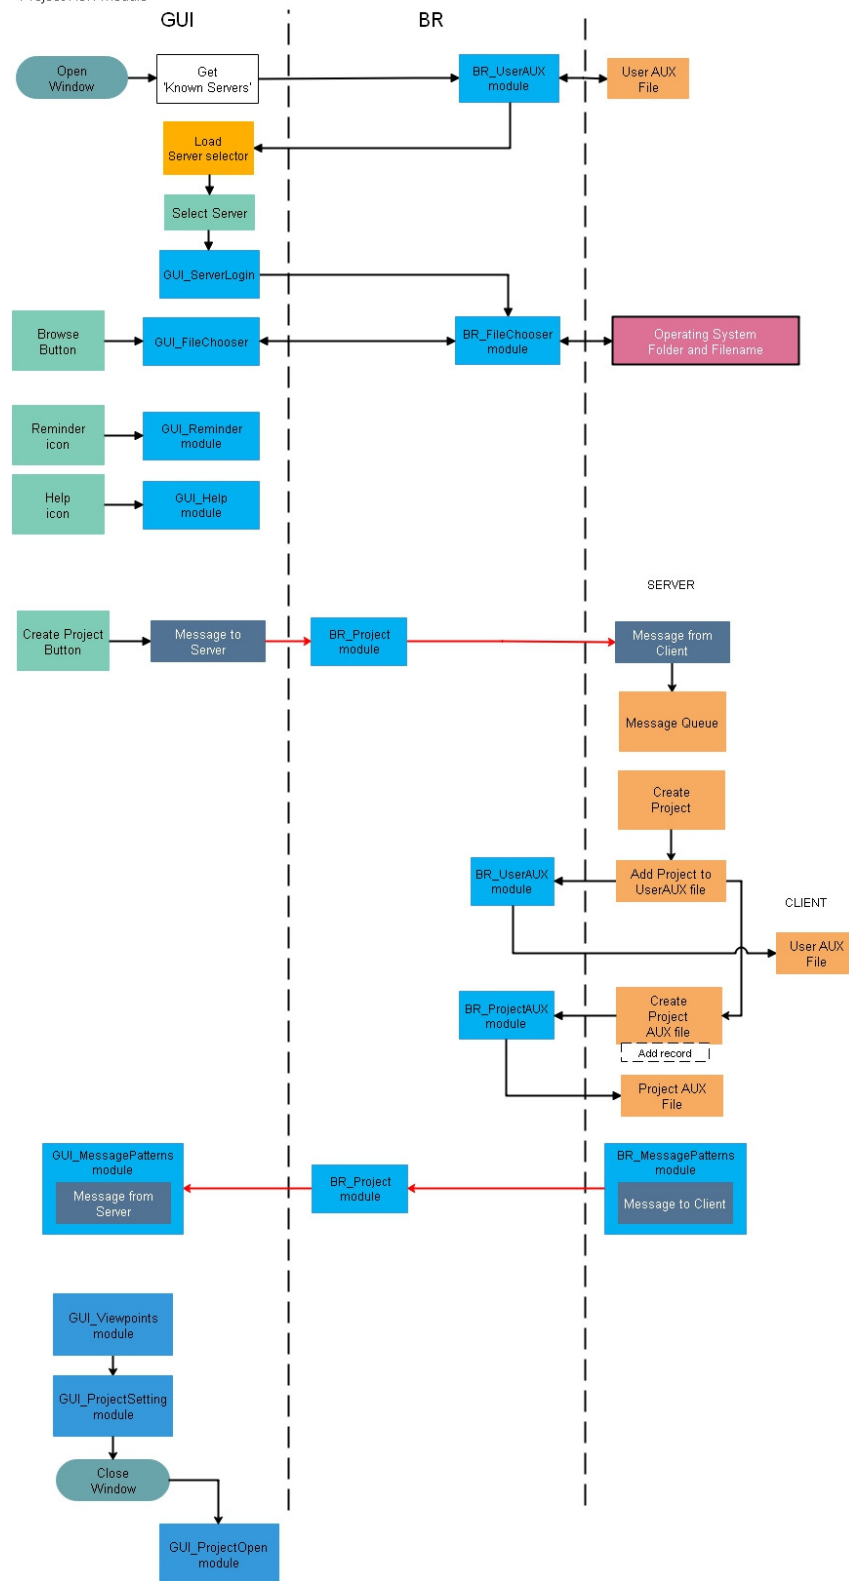 GUI
BR
Open
Window
Get
'Known Servers'
BR_UserAUX
module
User AUX
File
Load
Server selector
Select Server
GUI_ServerLogin
Browse
Button
GUI_FileChooser
BR_FileChooser
module
Operating System
Folder and Filename
Reminder
icon
GUI_Reminder
module
Help
icon
GUI_Help
module
SERVER
Create Project
Button
Message to
Server
BR_Project
module
Message from
Client
Message Queue
Create
Project
BR_UserAUX
module
Add Project to
UserAUX file
CLIENT
User AUX
File
BR_ProjectAUX
module
Create
Project
AUX file
Add record
Project AUX
File
GUI_MessagePatterns
module
Message from
Server
BR_Project
module
BR_MessagePatterns
module
Message to Client
GUI_Viewpoints
module
GUI_ProjectSetting
module
Close
Window
GUI_ProjectOpen
module